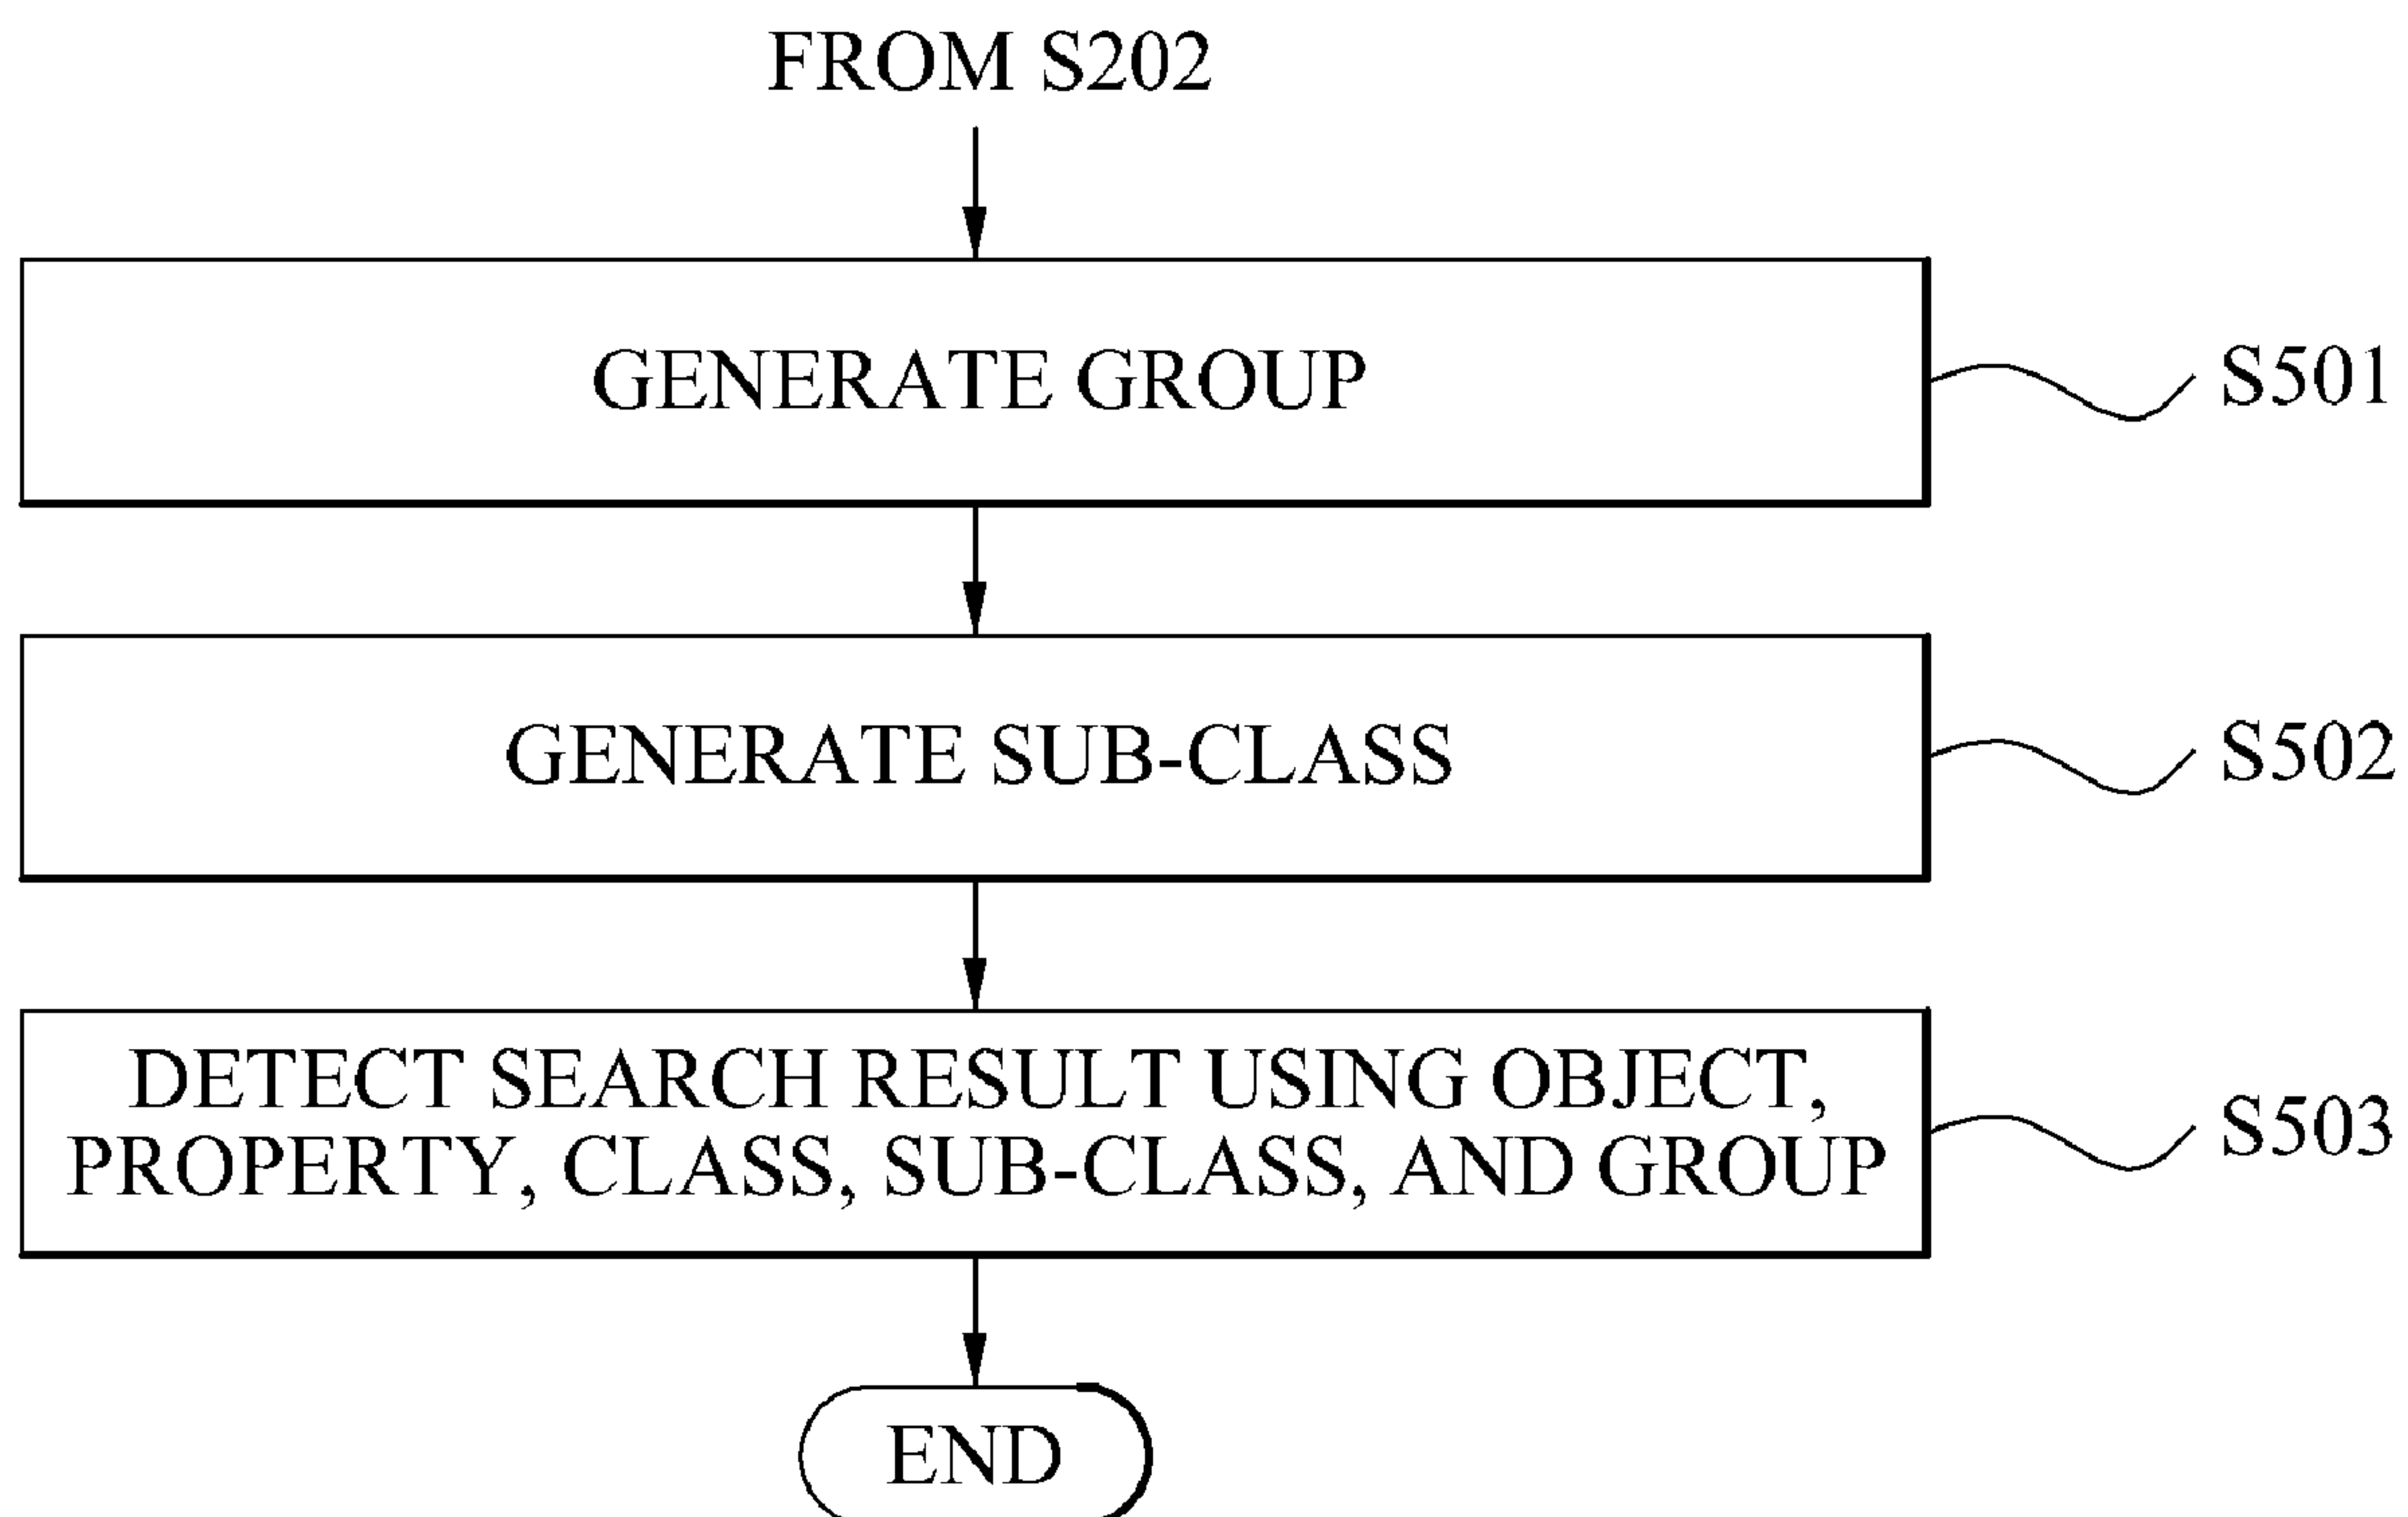 FROM S202
GENERATE GROUP
S501
GENERATE SUB-CLASS
S502
DETECT SEARCH RESULT USING OBJECT,
PROPERTY, CLASS, SUB-CLASS, AND GROUP
S503
END